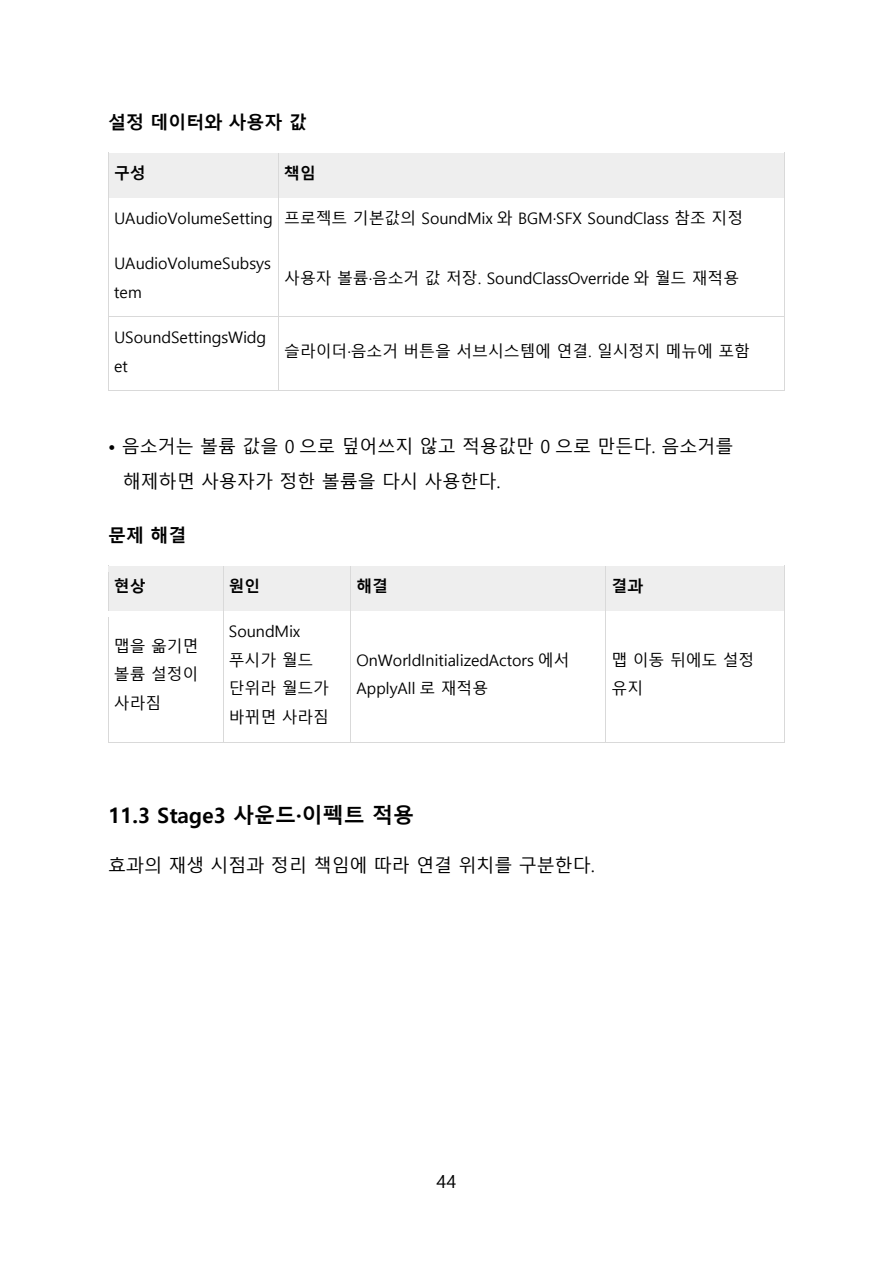 설정 데이터와 사용자 값
구성 책임
UAudioVolumeSetting 프로젝트 기본값의 SoundMix 와 BGM·SFX SoundClass 참조 지정
UAudioVolumeSubsys
tem
사용자 볼륨·음소거 값 저장. SoundClassOverride 와 월드 재적용
USoundSettingsWidg
et
슬라이더·음소거 버튼을 서브시스템에 연결. 일시정지 메뉴에 포함
• 음소거는 볼륨 값을 0 으로 덮어쓰지 않고 적용값만 0 으로 만든다. 음소거를
해제하면 사용자가 정한 볼륨을 다시 사용한다.
문제 해결
현상 원인 해결 결과
맵을 옮기면
볼륨 설정이
사라짐
SoundMix
푸시가 월드
단위라 월드가
바뀌면 사라짐
OnWorldInitializedActors 에서
ApplyAll 로 재적용
맵 이동 뒤에도 설정
유지
11.3 Stage3 사운드·이펙트 적용
효과의 재생 시점과 정리 책임에 따라 연결 위치를 구분한다.
44